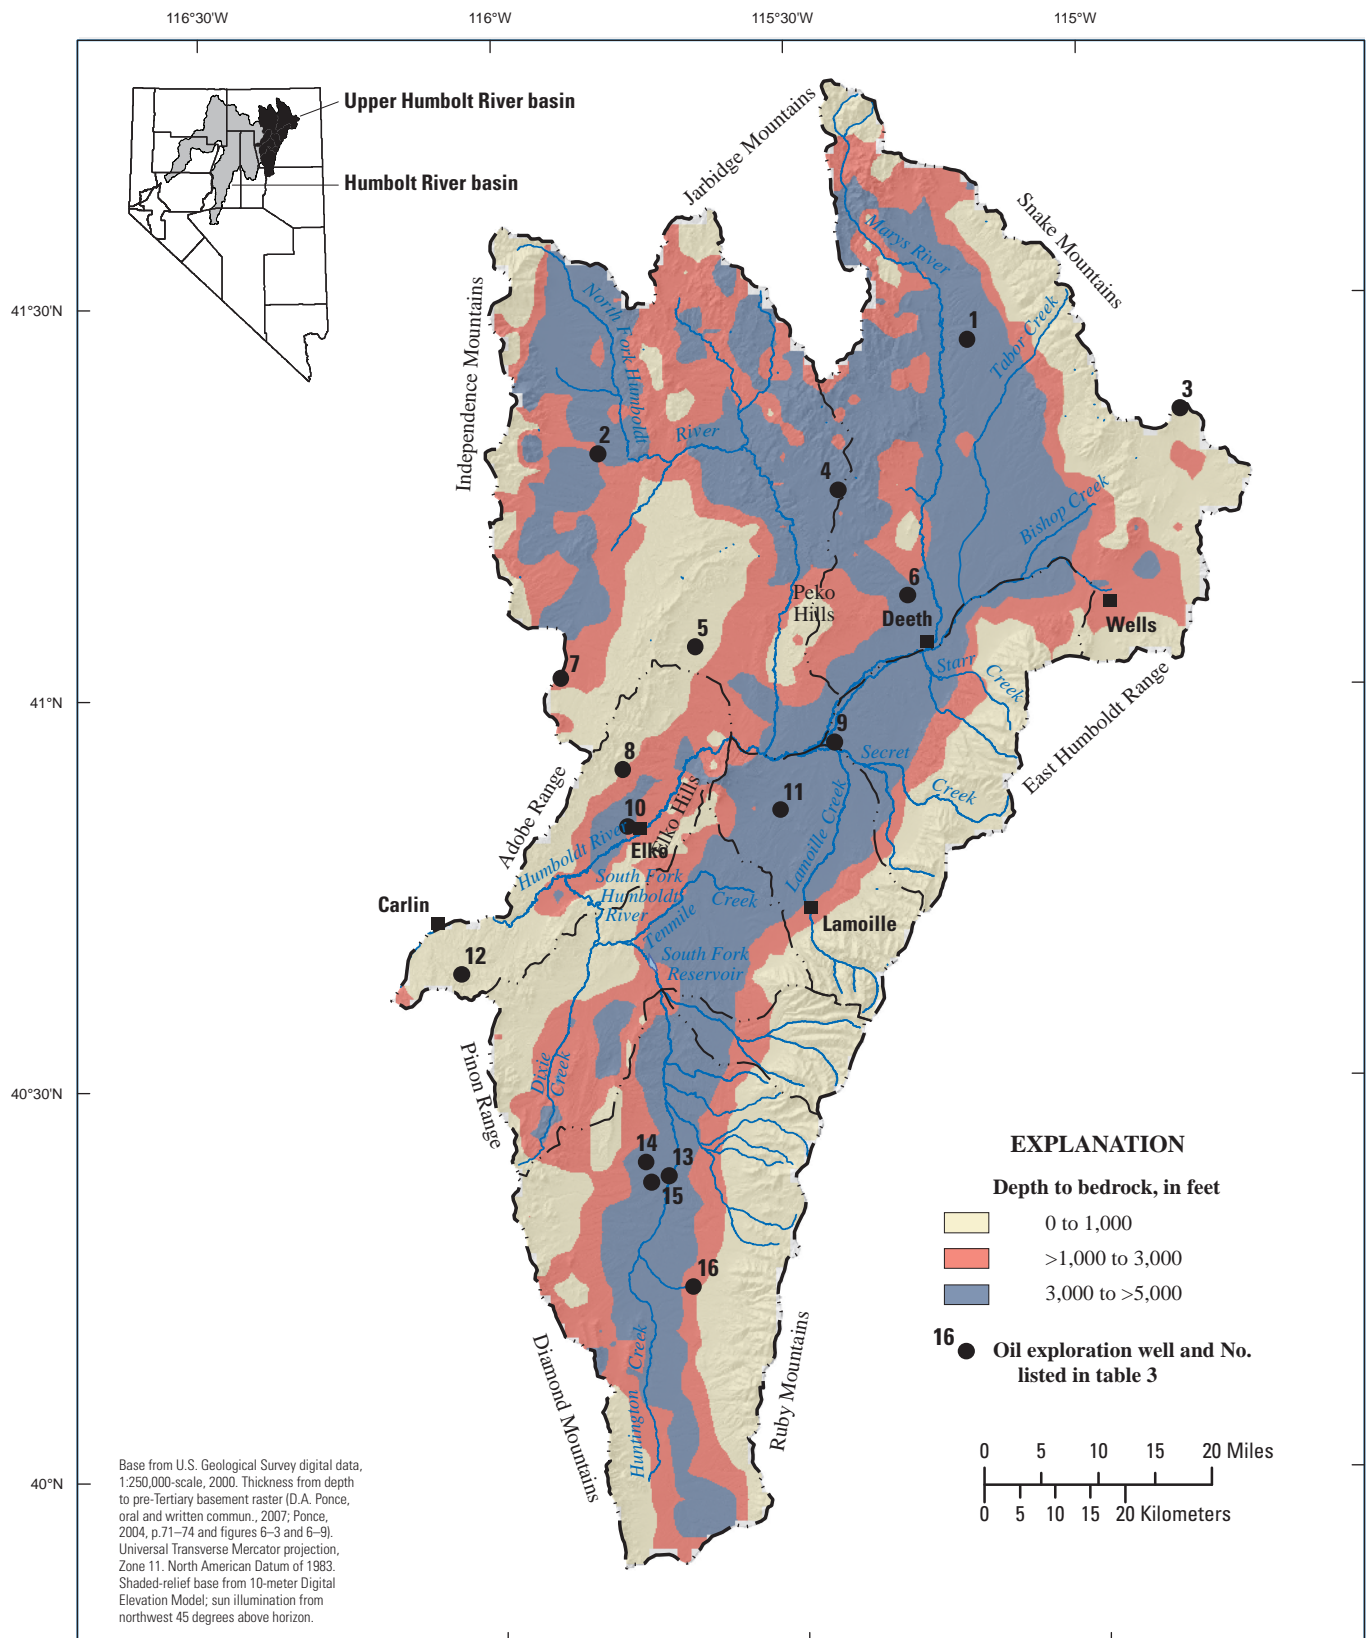 116°30'W
116°W
115°30'W
115°W
Upper Humbolt River basin
Humbolt River basin
Jarbidge Mountains
Snake Mountains
Marys River
41°30'N
Independence Mountains
North Fork Humboldt
River
1
Tabor Creek
3
2
4
Bishop Creek
Peko
Hills
6
Deeth
Wells
5
7
Starr
Creek
41°N
East Humboldt Range
9
Secret
Creek
8
11
Lamoille Creek
10
Elko
Elko Hills
Adobe Range
Humboldt River
South Fork
Humboldt
River
Creek
Tenmile
Carlin
Lamoille
12
South Fork
Reservoir
Pinon Range
Dixie
Creek
40°30'N
14
13
15
16
Diamond Mountains
Huntington Creek
Ruby Mountains
40°N
EXPLANATION
Depth to bedrock, in feet
0 to 1,000
>1,000 to 3,000
3,000 to >5,000
16
Oil exploration well and No.
listed in table 3
0 5 10 15 20 Miles
0 5 10 15 20 Kilometers
Base from U.S. Geological Survey digital data,
1:250,000-scale, 2000. Thickness from depth
to pre-Tertiary basement raster (D.A. Ponce,
oral and written commun., 2007; Ponce,
2004, p.71–74 and figures 6–3 and 6–9).
Universal Transverse Mercator projection,
Zone 11. North American Datum of 1983.
Shaded-relief base from 10-meter Digital
Elevation Model; sun illumination from
northwest 45 degrees above horizon.